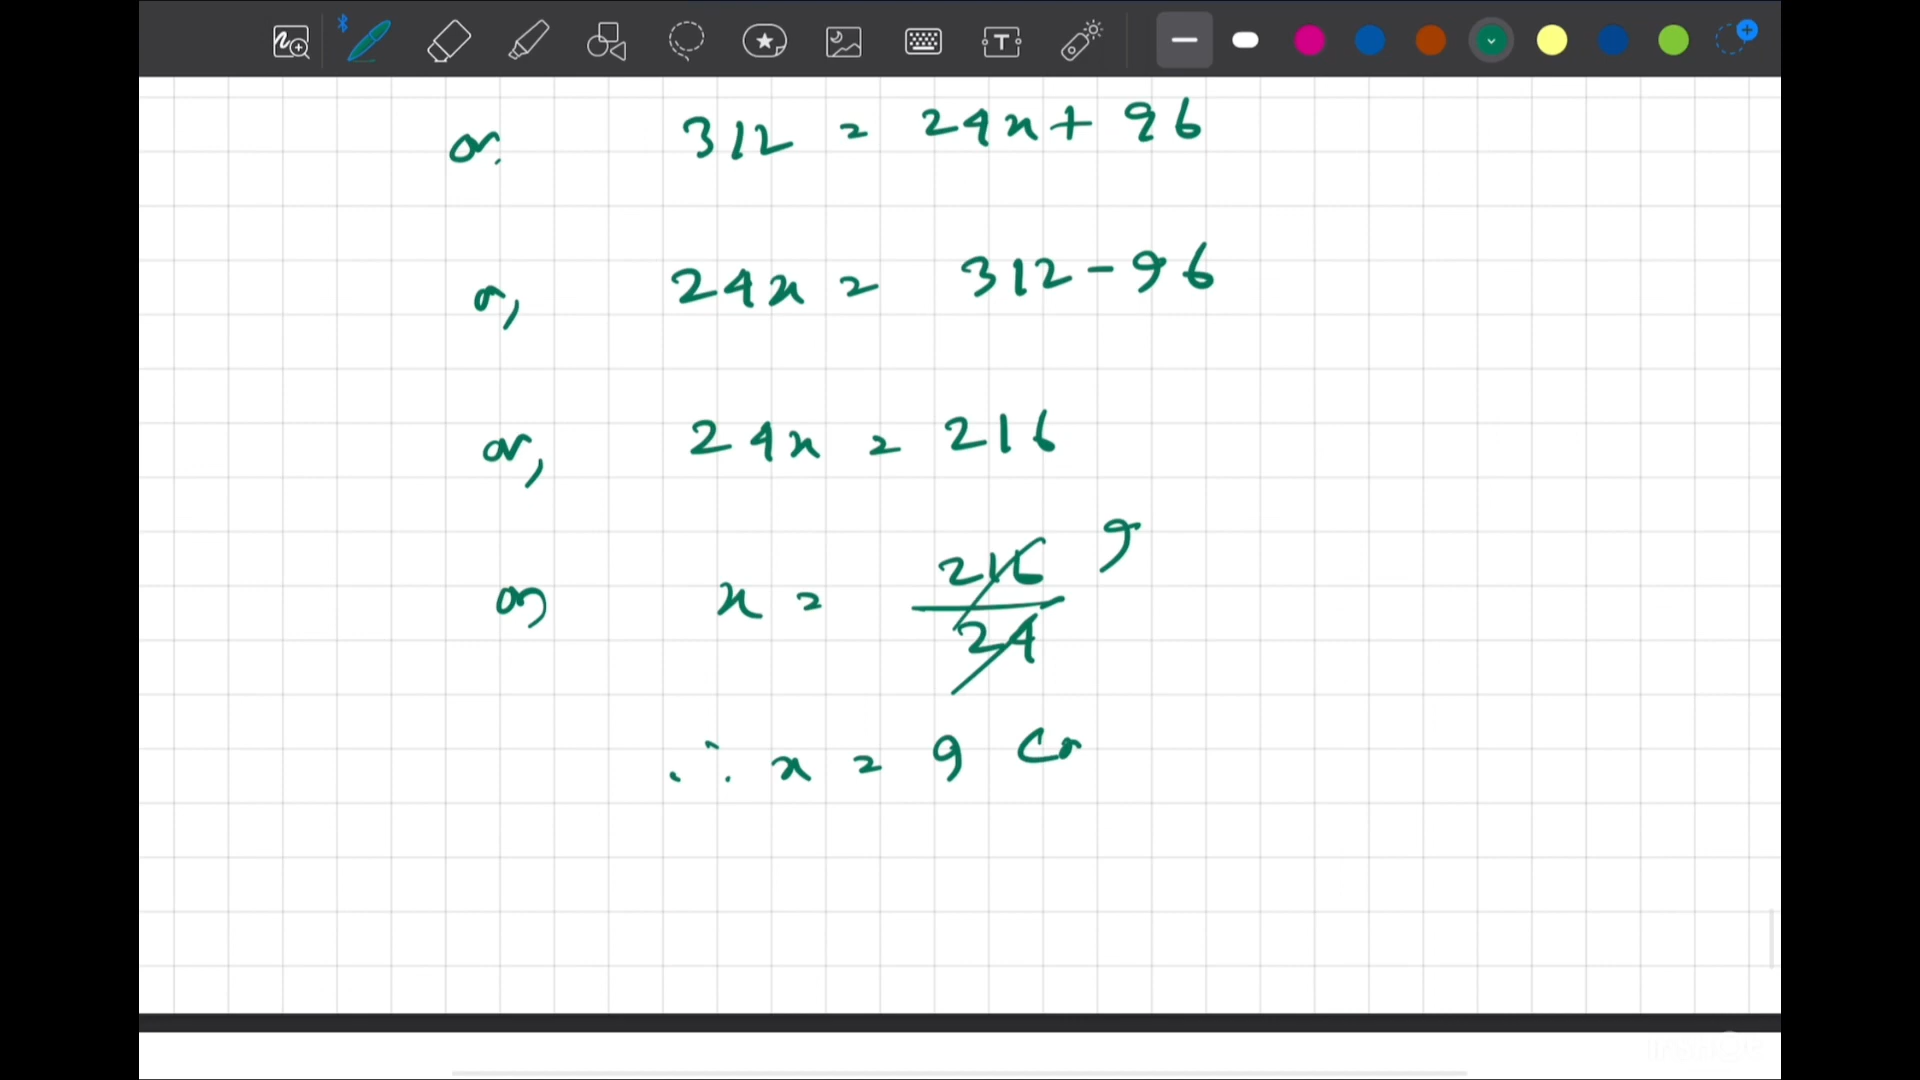 or. 312 = 24x + 96
or, 24x = 312 - 96
or, 24x = 216
or, x = 216/24 9
∴ x = 9 cm